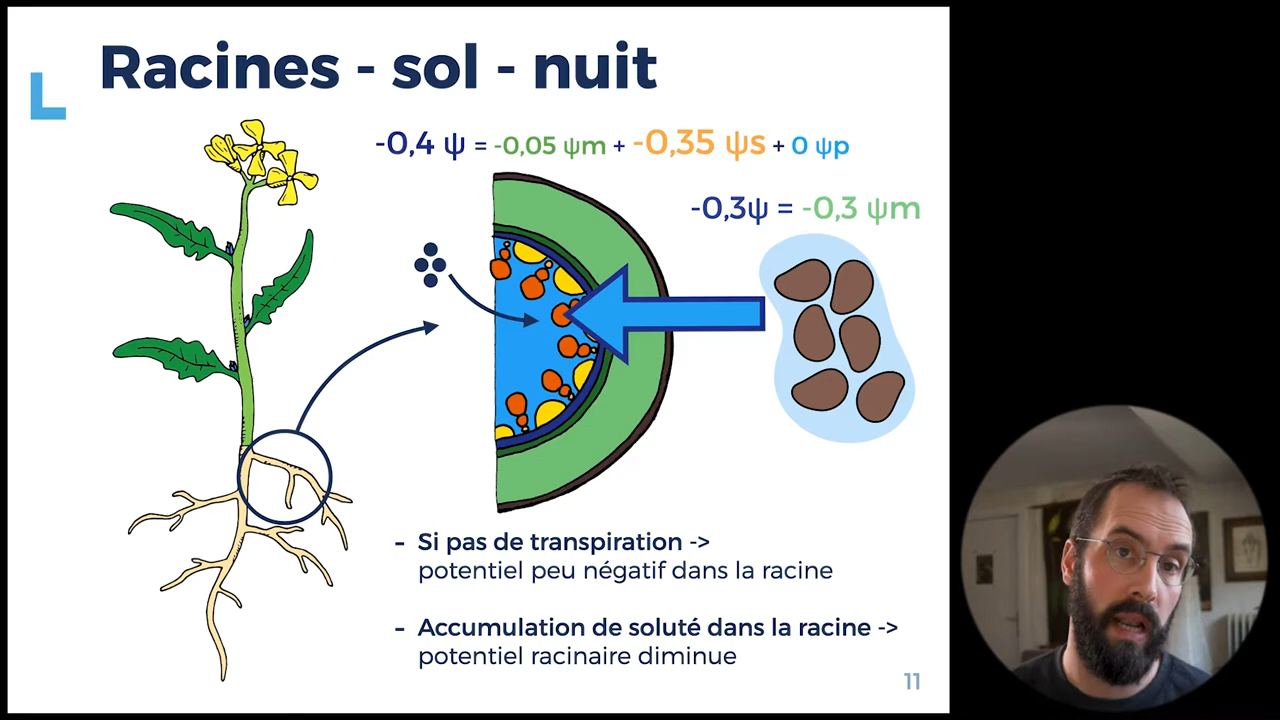 Racines - sol - nuit
-0,4 ψ = -0,05 ψm + -0,35 ψs + 0 ψp
-0,3ψ = -0,3 ψm
- Si pas de transpiration ->
potentiel peu négatif dans la racine
- Accumulation de soluté dans la racine ->
potentiel racinaire diminue
11